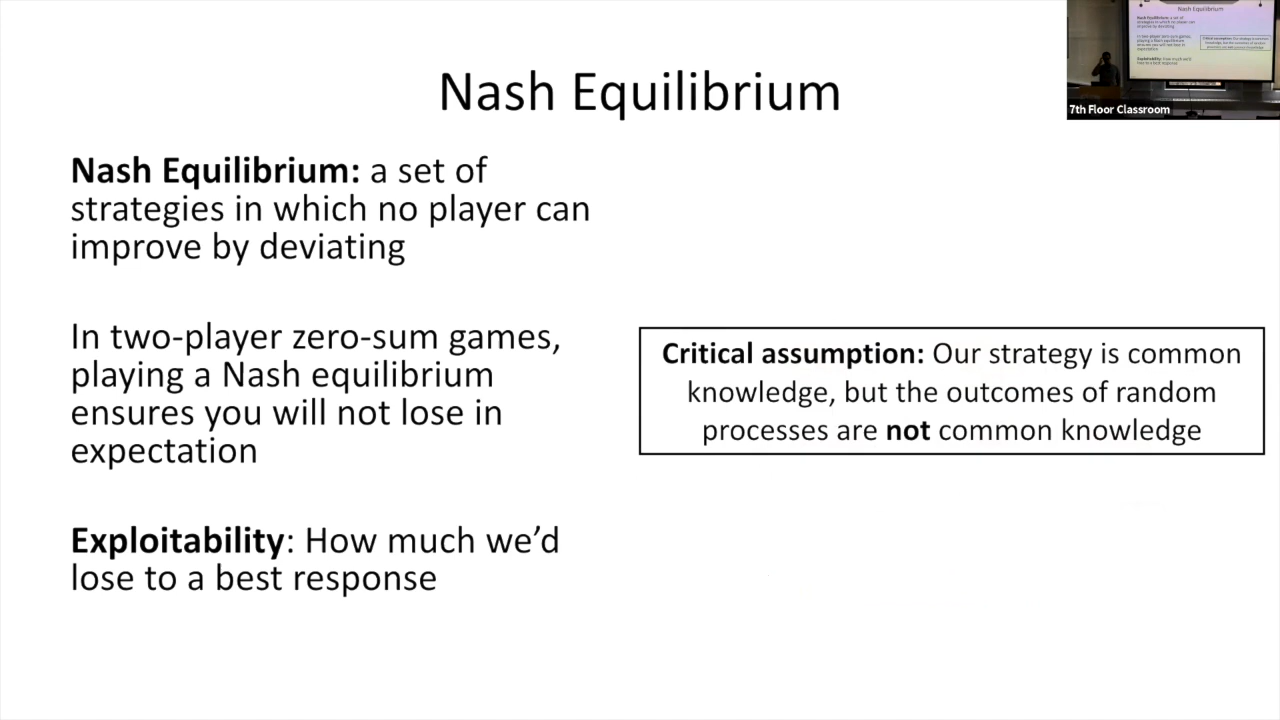 Nash Equilibrium
Nash Equilibrium: a set of
strategies in which no player can
improve by deviating
In two-player zero-sum games,
playing a Nash equilibrium
ensures you will not lose in
expectation
Exploitability: How much we’d
lose to a best response
Critical assumption: Our strategy is common
knowledge, but the outcomes of random
processes are not common knowledge
Nash Equilibrium
7th Floor Classroom